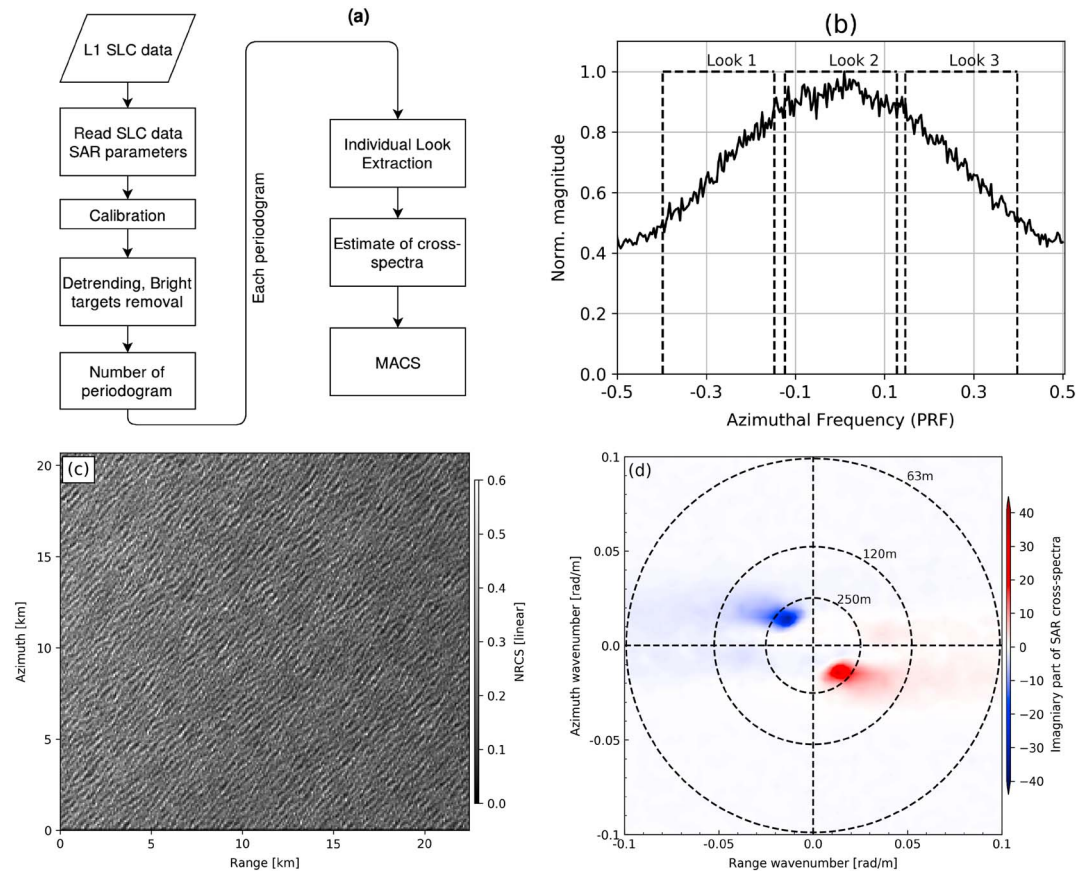 (a)
L1 SLC data
Read SLC data
SAR parameters
Calibration
Detrending, Bright
targets removal
Number of
periodogram
Each periodogram
Individual Look
Extraction
Estimate of cross-
spectra
MACS
(b)
Look 1 Look 2 Look 3
Norm. magnitude
1.0
0.8
0.6
0.4
0.2
0.0
-0.5 -0.3 -0.1 0.1 0.3 0.5
Azimuthal Frequency (PRF)
(c)
Azimuth [km]
20
15
10
5
0
0 5 10 15 20
Range [km]
0.6
0.5
0.4
0.3
0.2
0.1
0.0
NRCS [linear]
(d)
63m
120m
250m
Azimuth wavenumber [rad/m]
0.1
0.05
0.0
-0.05
-0.1
-0.1 -0.05 0.0 0.05 0.1
Range wavenumber [rad/m]
40
30
20
10
0
−10
−20
−30
−40
Imagniary part of SAR cross-spectra